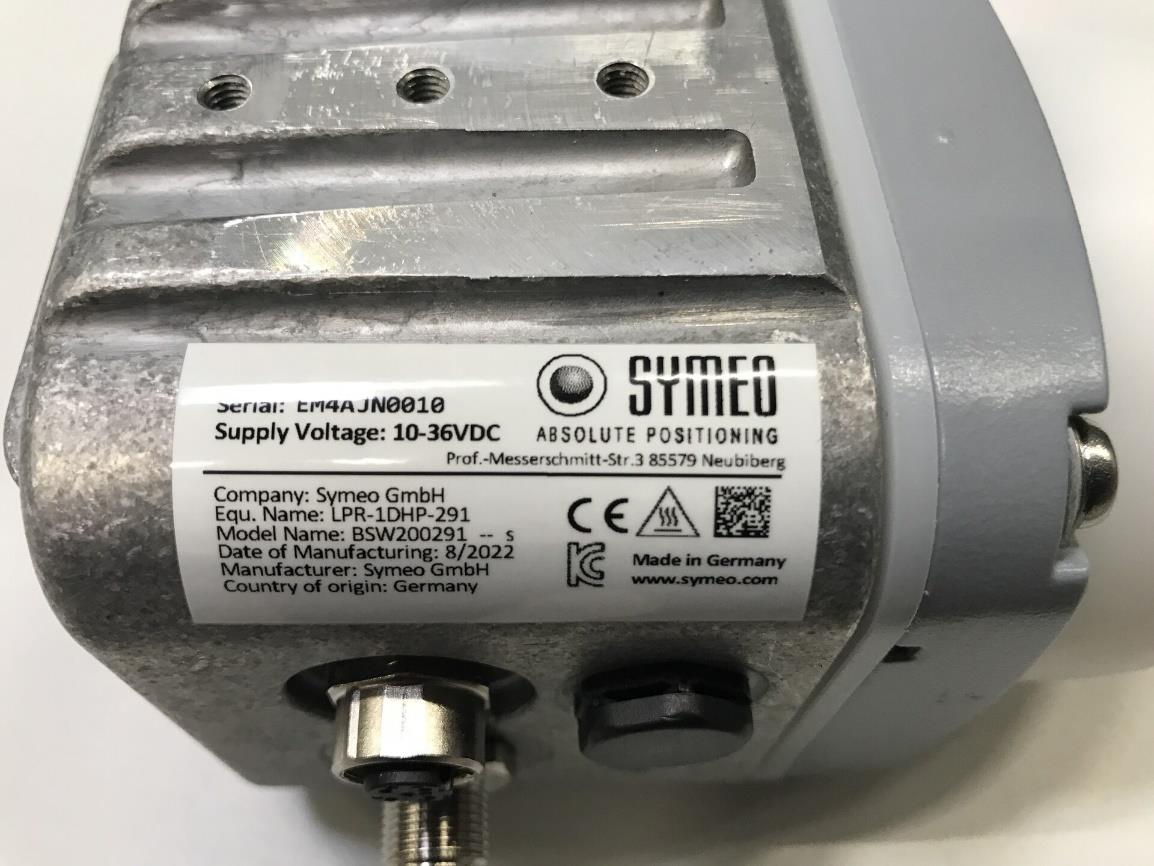 Serial: EM4AJN0010
Supply Voltage: 10-36VDC
SYMEO
ABSOLUTE POSITIONING
Prof.-Messerschmitt-Str.3 85579 Neubiberg
Company: Symeo GmbH
Equ. Name: LPR-1DHP-291
Model Name: BSW200291 -- s
Date of Manufacturing: 8/2022
Manufacturer: Symeo GmbH
Country of origin: Germany
CE
KC
Made in Germany
www.symeo.com